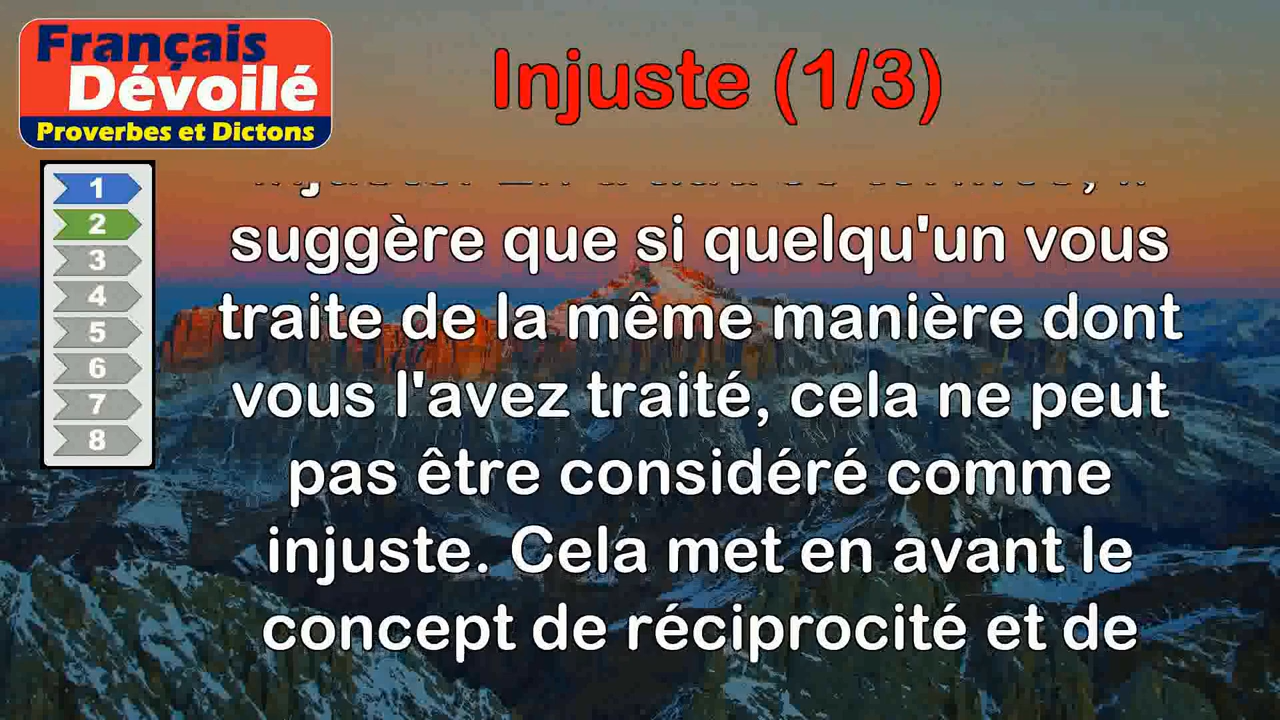 Français
Dévoilé
Proverbes et Dictons
Injuste (1/3)
1
2
3
4
5
6
7
8
suggère que si quelqu'un vous
traite de la même manière dont
vous l'avez traité, cela ne peut
pas être considéré comme
injuste. Cela met en avant le
concept de réciprocité et de